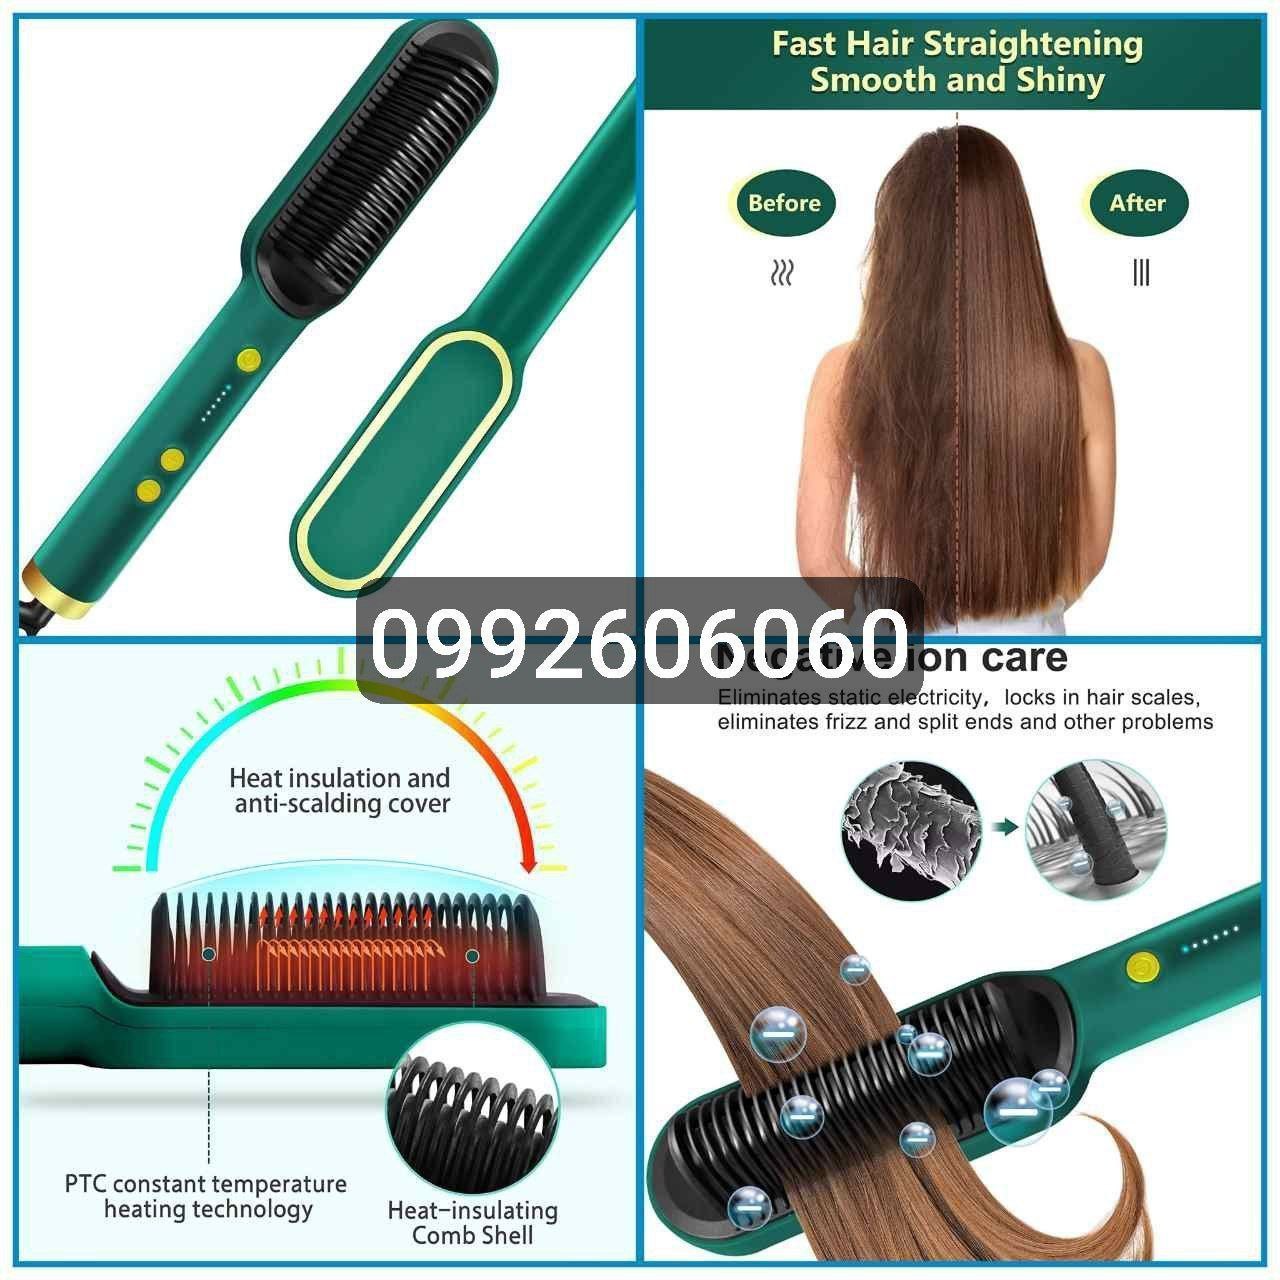 Fast Hair Straightening
Smooth and Shiny
Before
After
0992606060
Negative ion care
Eliminates static electricity, locks in hair scales,
eliminates frizz and split ends and other problems
Heat insulation and
anti-scalding cover
PTC constant temperature
heating technology
Heat-insulating
Comb Shell